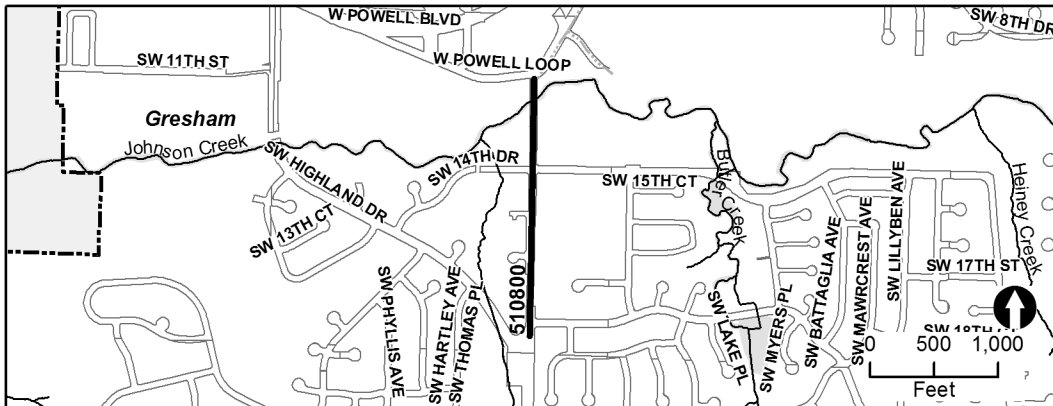 W POWELL BLVD
SW 8TH DR
SW 11TH ST
W POWELL LOOP
Gresham
Johnson Creek
SW HIGHLAND DR
SW 14TH DR
SW 15TH CT
Butler Creek
Heiney Creek
SW 13TH CT
510800
SW PHYLLIS AVE
SW HARTLEY AVE
SW THOMAS PL
SW LAKE PL
SW MYERS PL
SW BATTAGLIA AVE
SW MAWRCREST AVE
SW LILLYBEN AVE
SW 17TH ST
SW 18TH
0 500 1,000
Feet